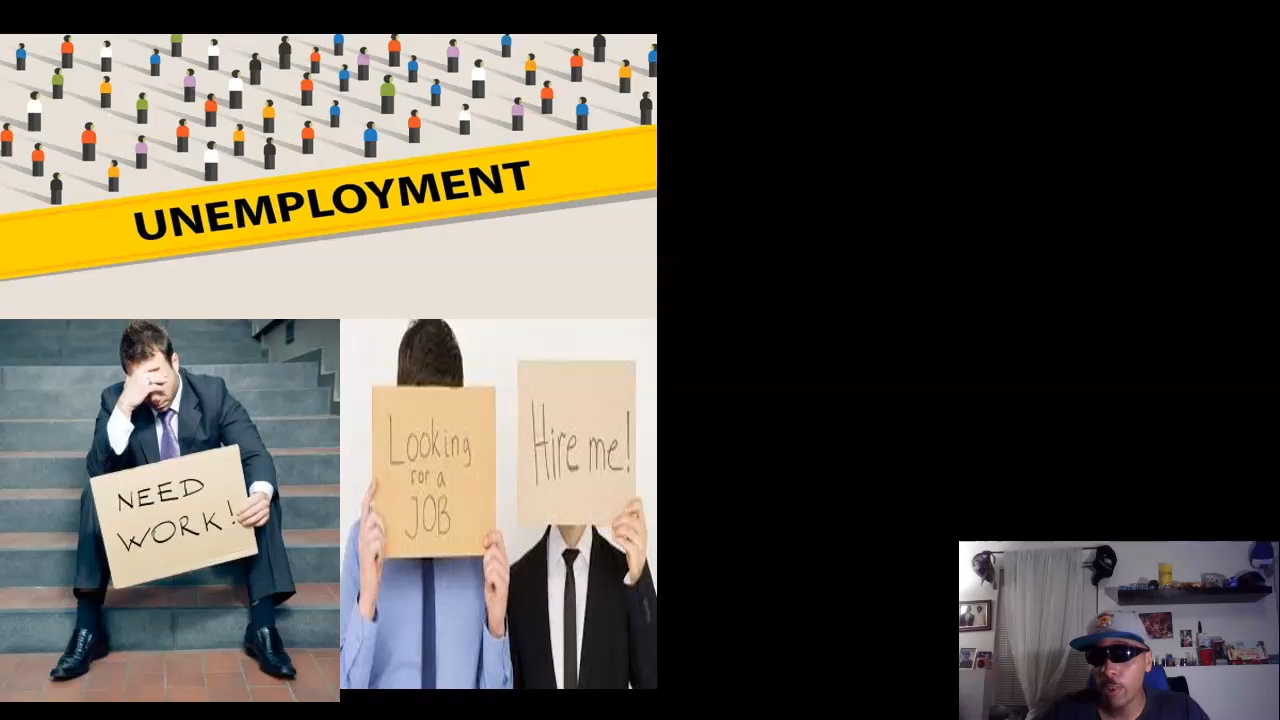 UNEMPLOYMENT
NEED
WORK!
Looking
for a
JOB
Hire me!